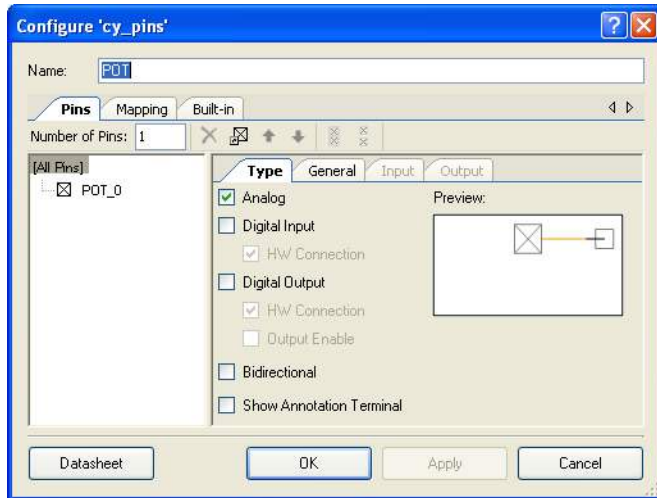 Configure 'cy_pins'
Name: POT
Pins Mapping Built-in
Number of Pins: 1
[All Pins]
POT_0
Type General Input Output
Analog
Preview:
Digital Input
HW Connection
Digital Output
HW Connection
Output Enable
Bidirectional
Show Annotation Terminal
Datasheet OK Apply Cancel